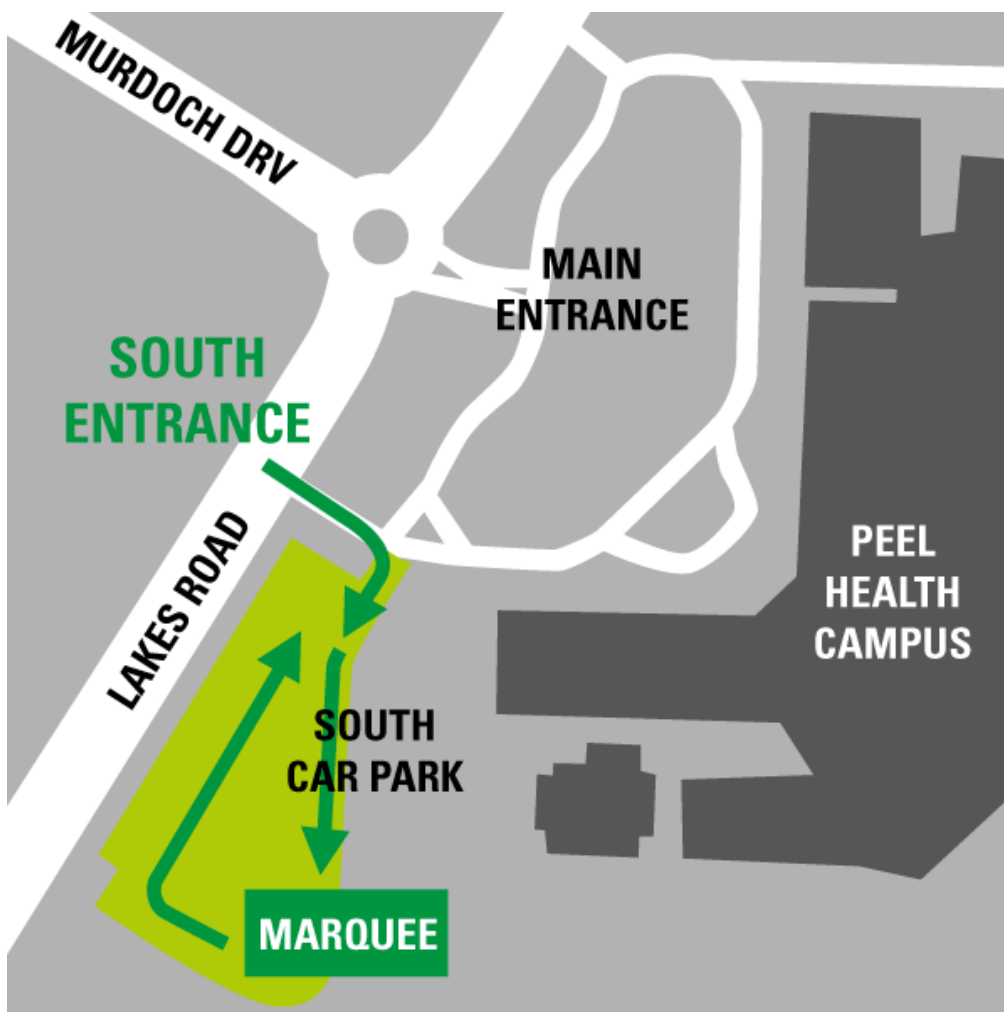 MURDOCH DRV
MAIN
ENTRANCE
SOUTH
ENTRANCE
LAKES ROAD
PEEL
HEALTH
CAMPUS
SOUTH
CAR PARK
MARQUEE